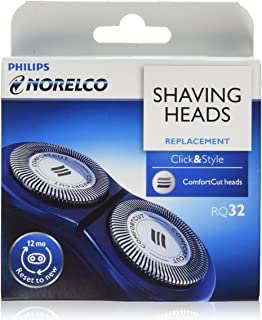 PHILIPS
NORELCO
SHAVING
HEADS
REPLACEMENT
Click&Style
ComfortCut heads
RQ32
12 mo
Reset to new